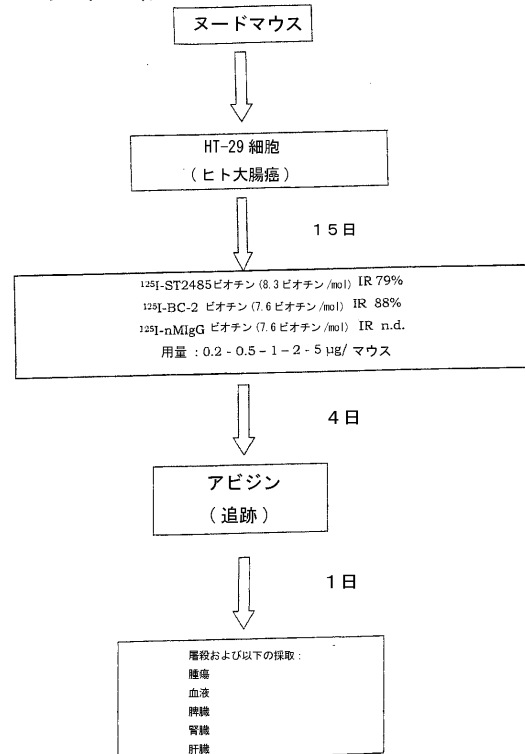 ヌードマウス
HT-29 細胞
（ヒト大腸癌）
15日
¹²⁵I-ST2485ビオチン (8.3ビオチン/mol) IR 79%
¹²⁵I-BC-2 ビオチン (7.6ビオチン/mol) IR 88%
¹²⁵I-nMIgG ビオチン (7.6ビオチン/mol) IR n.d.
用量 : 0.2 - 0.5 – 1 – 2 - 5 µg/ マウス
4日
アビジン
（追跡）
1日
屠殺および以下の採取：
腫瘍
血液
脾臓
腎臓
肝臓